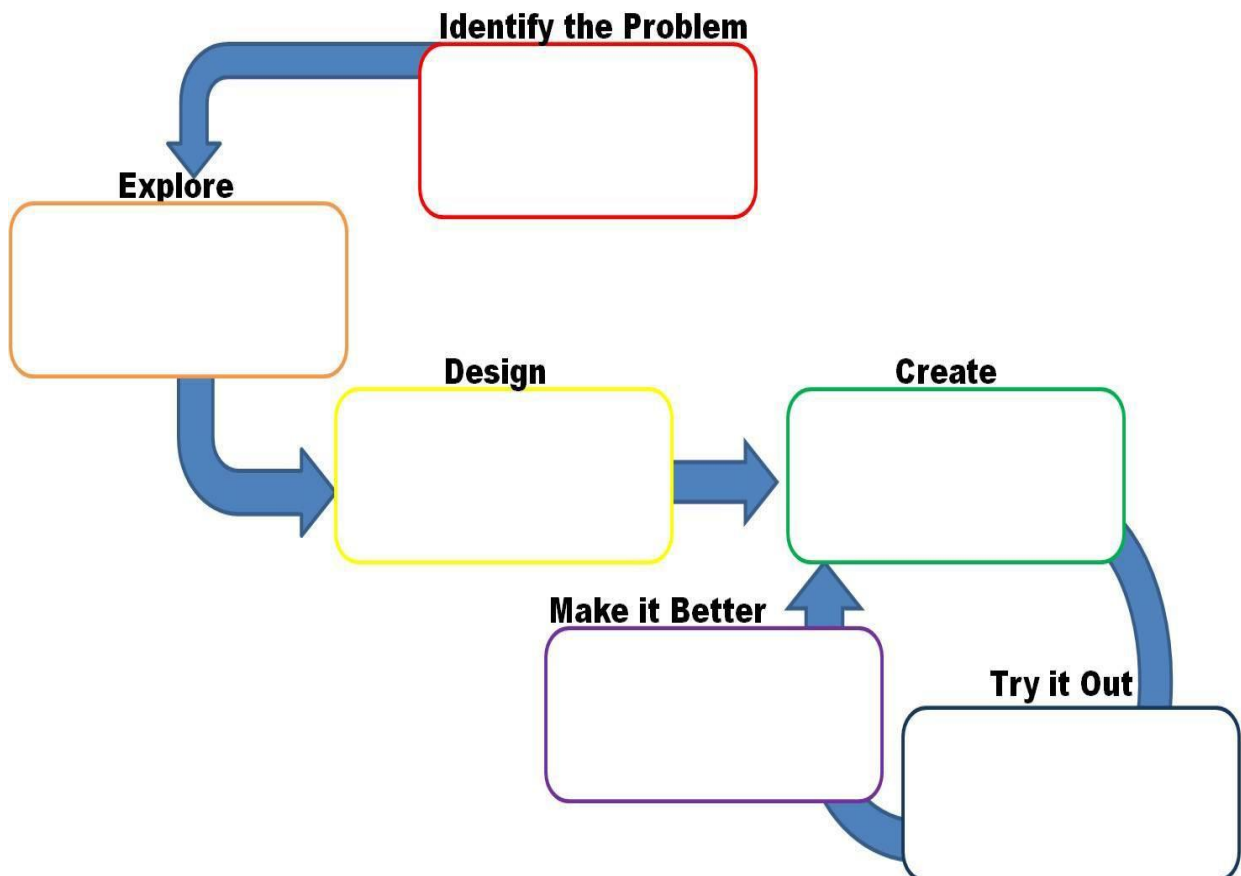 Identify the Problem
Explore
Design
Create
Make it Better
Try it Out